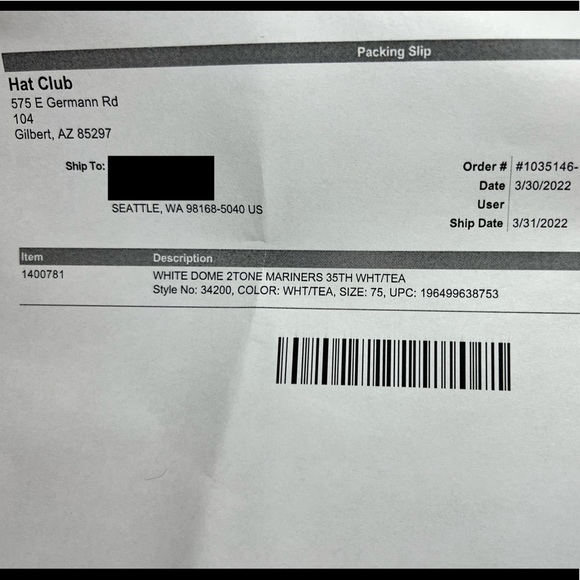 Packing Slip
Hat Club
575 E Germann Rd
104
Gilbert, AZ 85297
Ship To:
SEATTLE, WA 98168-5040 US
Order # #1035146-
Date 3/30/2022
User
Ship Date 3/31/2022
Item Description
1400781 WHITE DOME 2TONE MARINERS 35TH WHT/TEA
Style No: 34200, COLOR: WHT/TEA, SIZE: 75, UPC: 196499638753